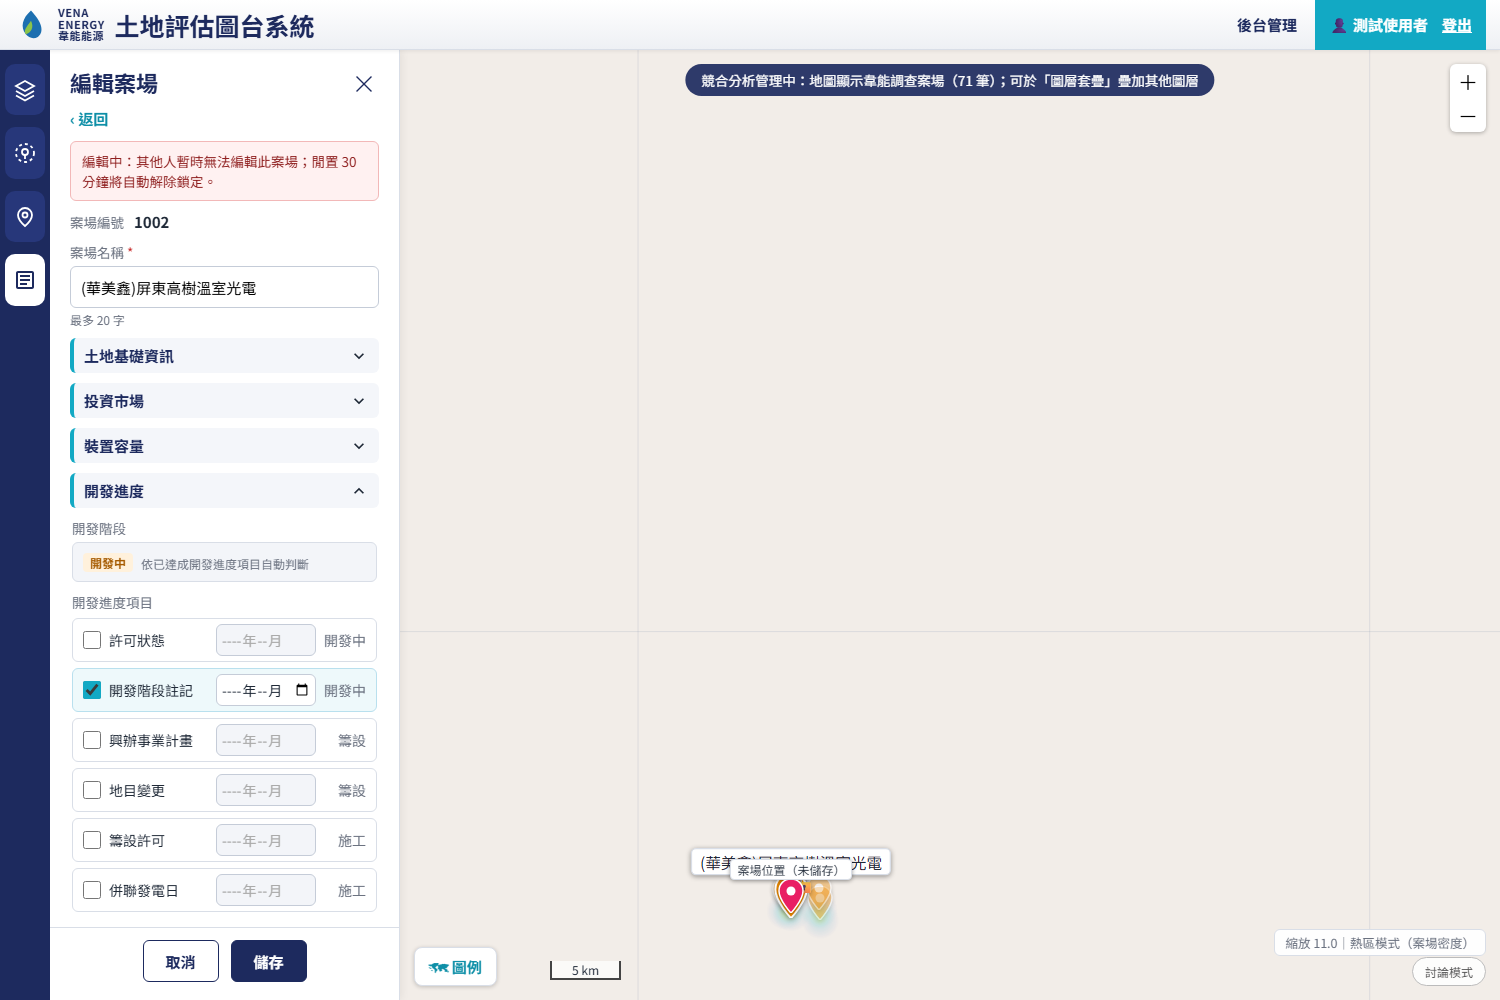 VENA
ENERGY
韋能能源
土地評估圖台系統
後台管理
測試使用者 登出
編輯案場
‹ 返回
編輯中：其他人暫時無法編輯此案場；閒置 30
分鐘將自動解除鎖定。
案場編號 1002
案場名稱 *
(華美鑫)屏東高樹溫室光電
最多 20 字
土地基礎資訊
投資市場
裝置容量
開發進度
開發階段
開發中 依已達成開發進度項目自動判斷
開發進度項目
許可狀態 ----年--月 開發中
開發階段註記 ----年--月 開發中
興辦事業計畫 ----年--月 籌設
地目變更 ----年--月 籌設
籌設許可 ----年--月 施工
併聯發電日 ----年--月 施工
取消 儲存
競合分析管理中：地圖顯示韋能調查案場（71 筆）；可於「圖層套疊」疊加其他圖層
(華美鑫)屏東高樹溫室光電
案場位置（未儲存）
圖例
5 km
縮放 11.0｜熱區模式（案場密度）
討論模式